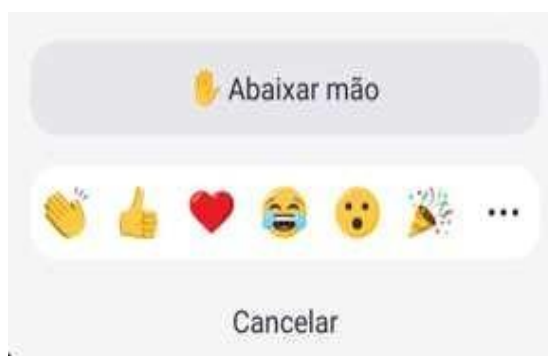 ✋ Abaixar mão
👏 👍 ❤️ 😂 😮 🎉 ...
Cancelar